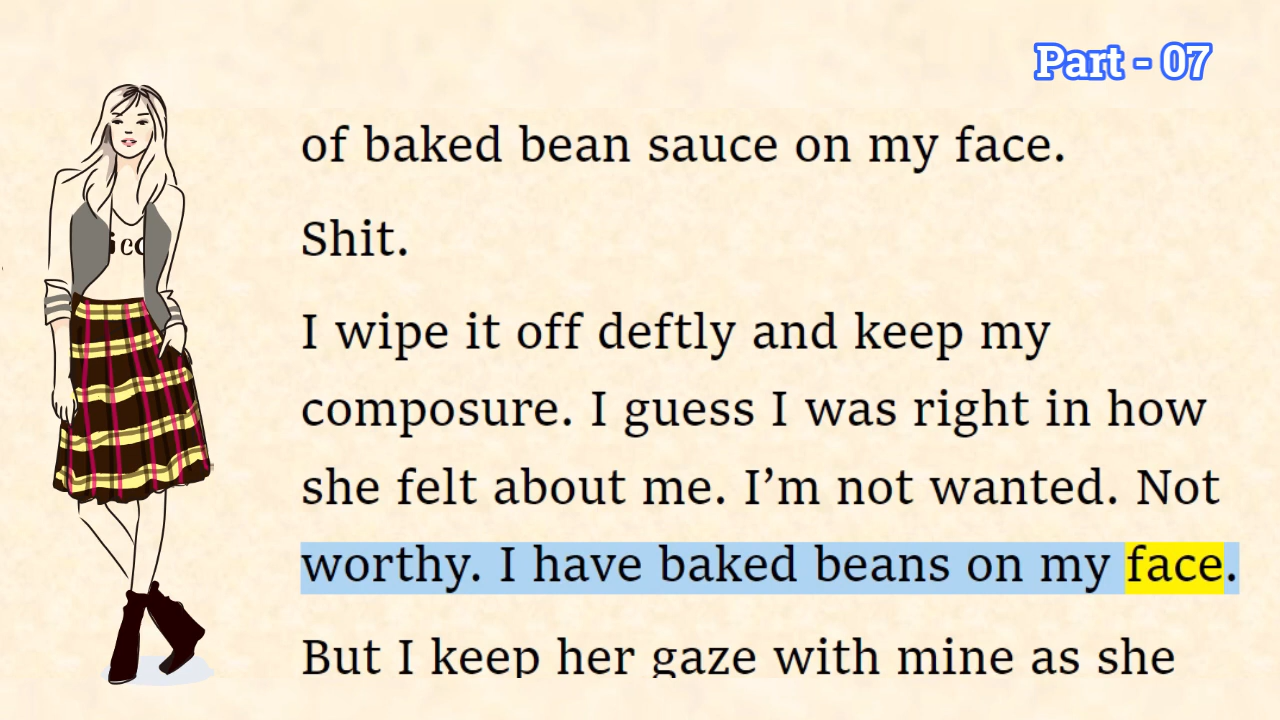 Part - 07
of baked bean sauce on my face.
Shit.
I wipe it off deftly and keep my
composure. I guess I was right in how
she felt about me. I’m not wanted. Not
worthy. I have baked beans on my face.
But I keep her gaze with mine as she